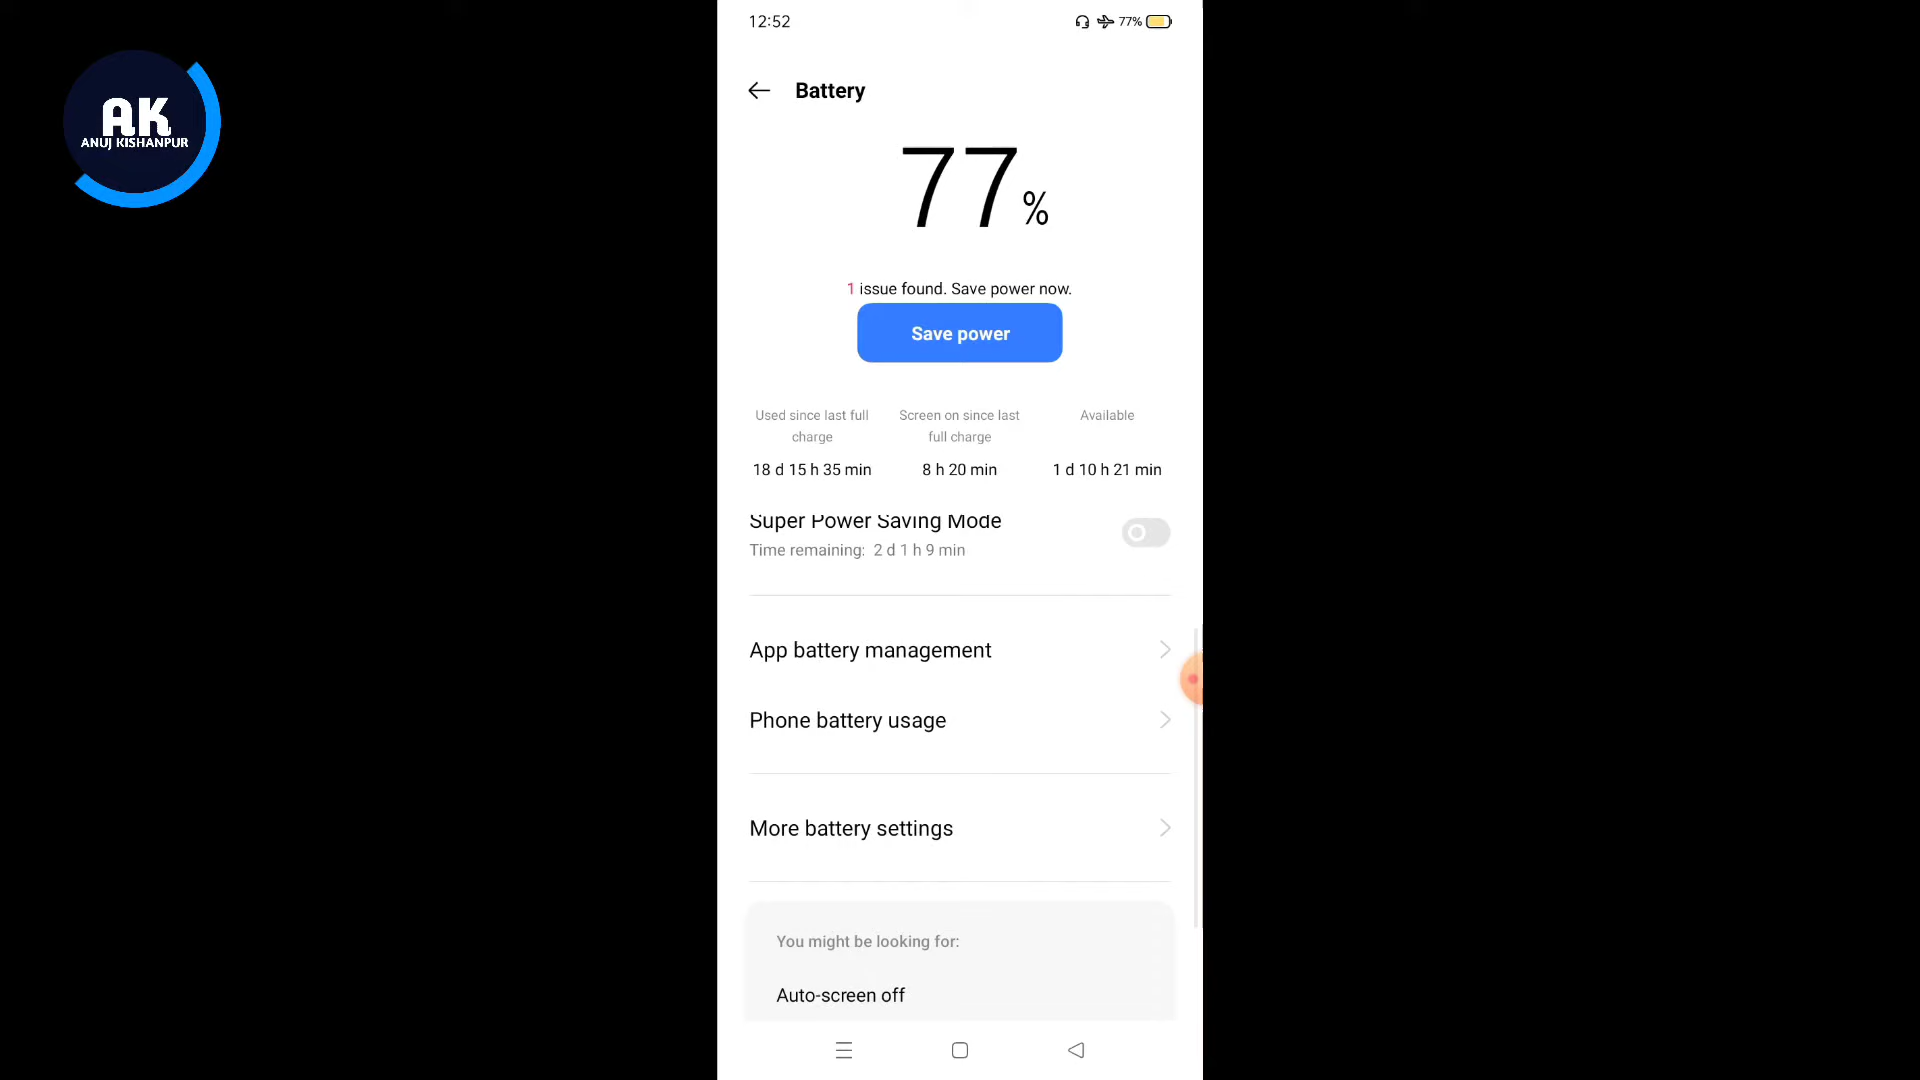 12:52
77%
AK
ANUJ KISHANPUR
Battery
77%
1 issue found. Save power now.
Save power
Used since last full charge
18 d 15 h 35 min
Screen on since last full charge
8 h 20 min
Available
1 d 10 h 21 min
Super Power Saving Mode
Time remaining: 2 d 1 h 9 min
App battery management
Phone battery usage
More battery settings
You might be looking for:
Auto-screen off